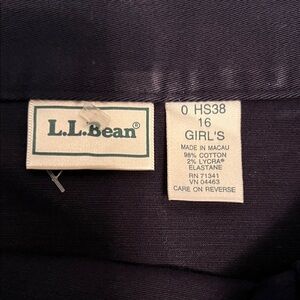 L.L.Bean®
0 HS38
16
GIRL'S
MADE IN MACAU
98% COTTON
2% LYCRA®
ELASTANE
RN 71341
VN 04463
CARE ON REVERSE